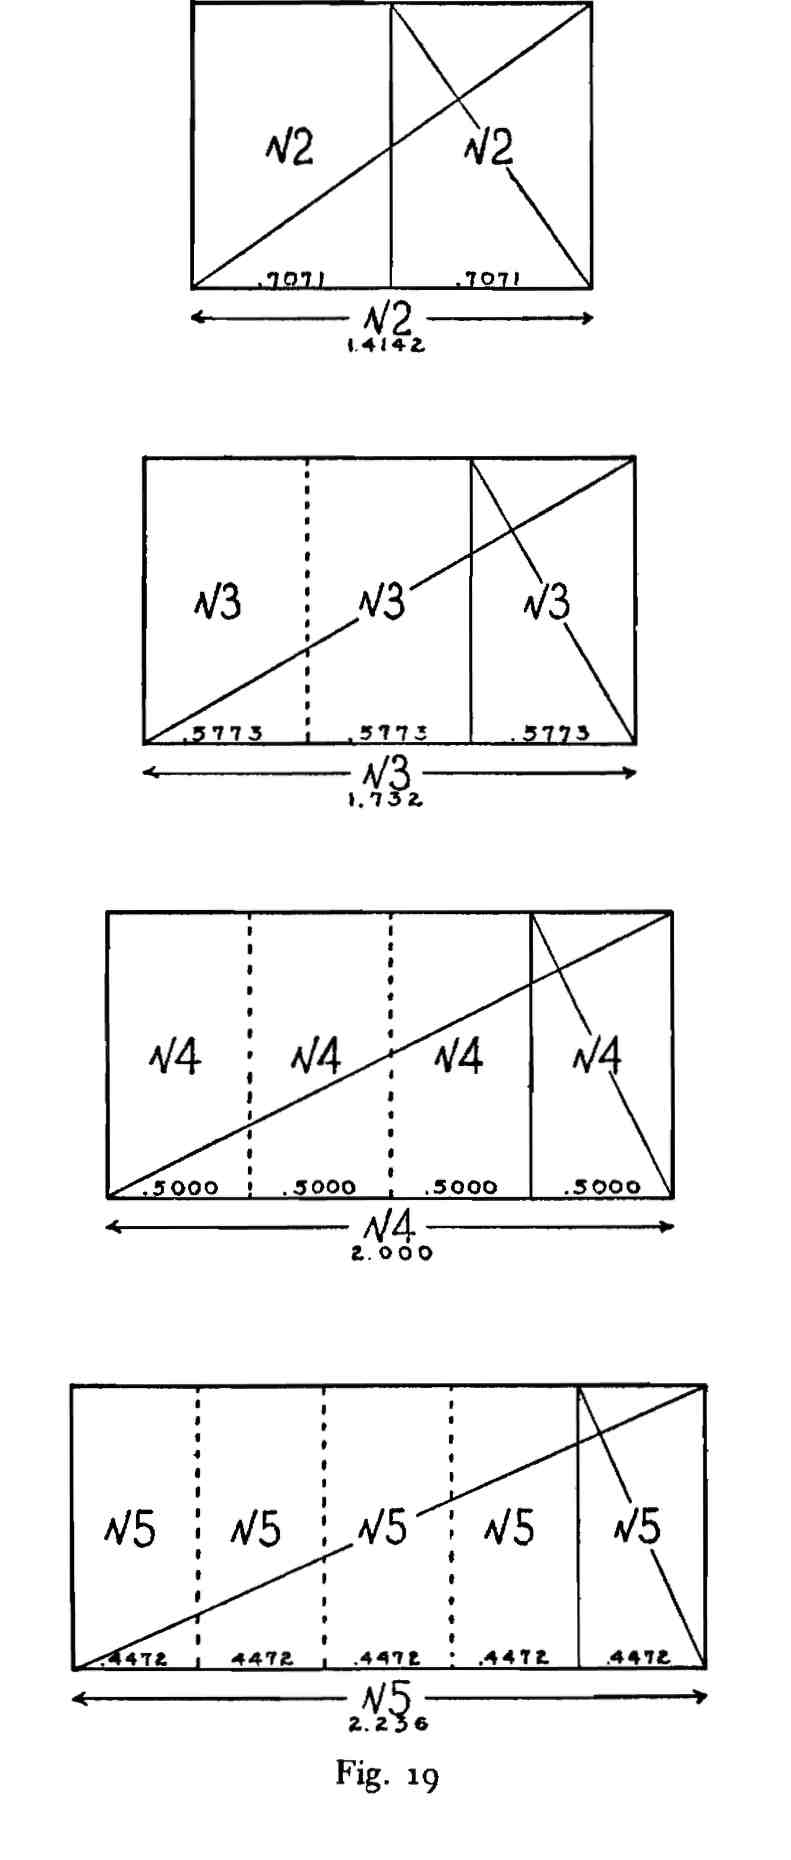 √2 √2
.7071 .7071
√2
1.4142
√3 √3 √3
.5773 .5773 .5773
√3
1.732
√4 √4 √4 √4
.5000 .5000 .5000 .5000
√4
2.000
√5 √5 √5 √5 √5
.4472 4472 .4472 .4472 .4472
√5
2.236
Fig. 19